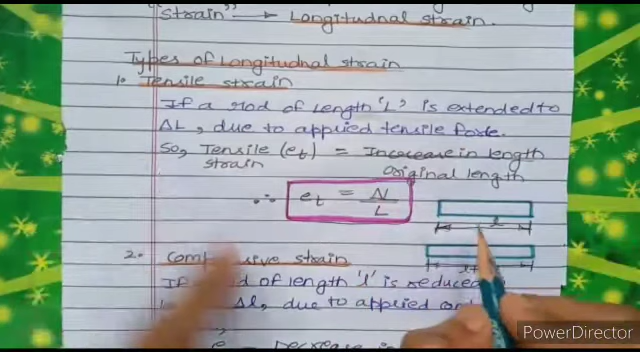 Strain" → Longitudnal strain.
Types of Longitudnal strain
1. Tensile strain
If a rod of length 'L' is extended to
ΔL, due to applied tensile force.
So, Tensile (et) = Increase in length
strain original length
∴ et = Δl
L
l
2. strain
If of length 'l' is reduced
Δl, due to applied
Decrease in
PowerDirector